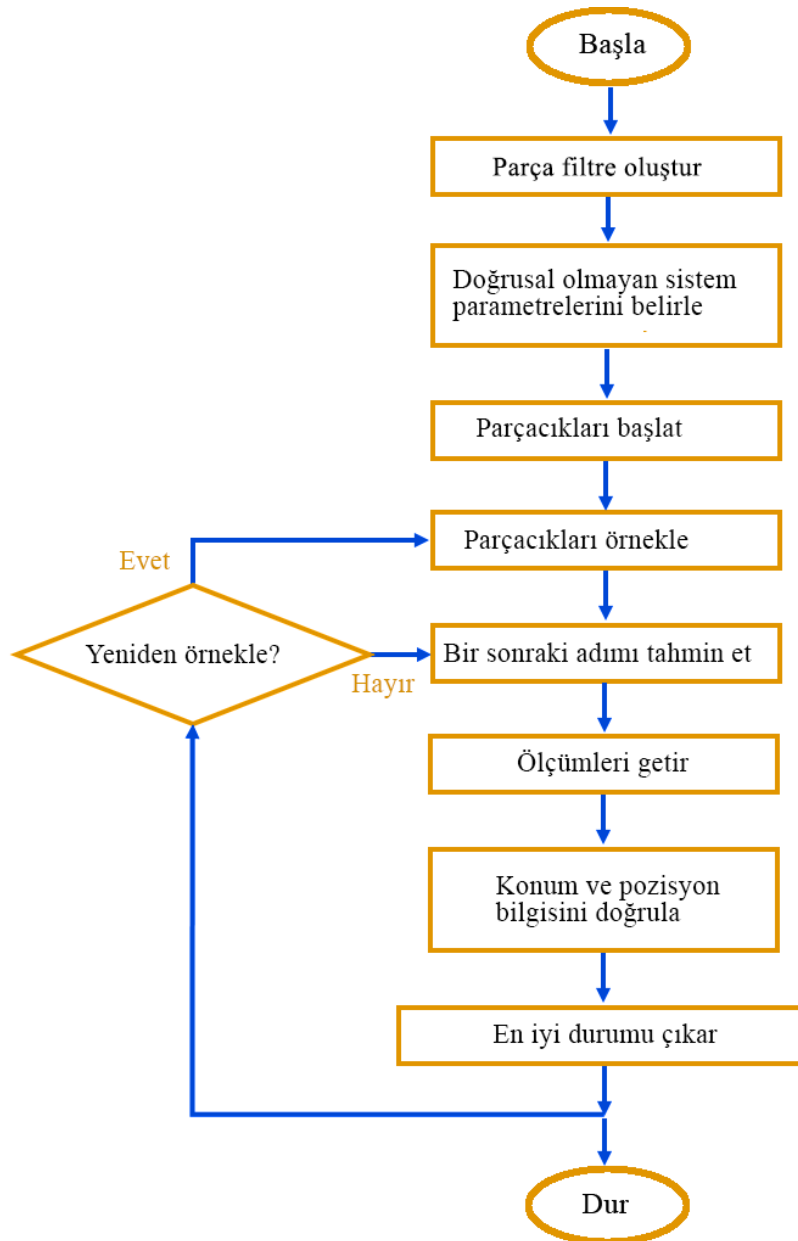 Başla
Parça filtre oluştur
Doğrusal olmayan sistem
parametrelerini belirle
Parçacıkları başlat
Parçacıkları örnekle
Evet
Yeniden örnekle?
Hayır
Bir sonraki adımı tahmin et
Ölçümleri getir
Konum ve pozisyon
bilgisini doğrula
En iyi durumu çıkar
Dur